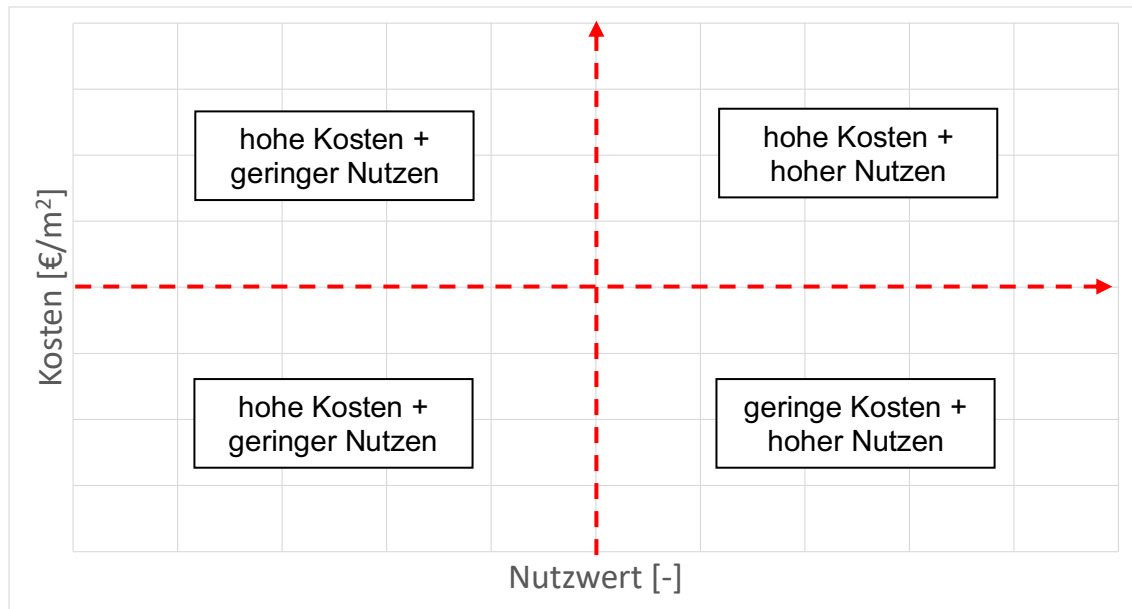 hohe Kosten +
geringer Nutzen
hohe Kosten +
hoher Nutzen
Kosten [€/m²]
hohe Kosten +
geringer Nutzen
geringe Kosten +
hoher Nutzen
Nutzwert [-]